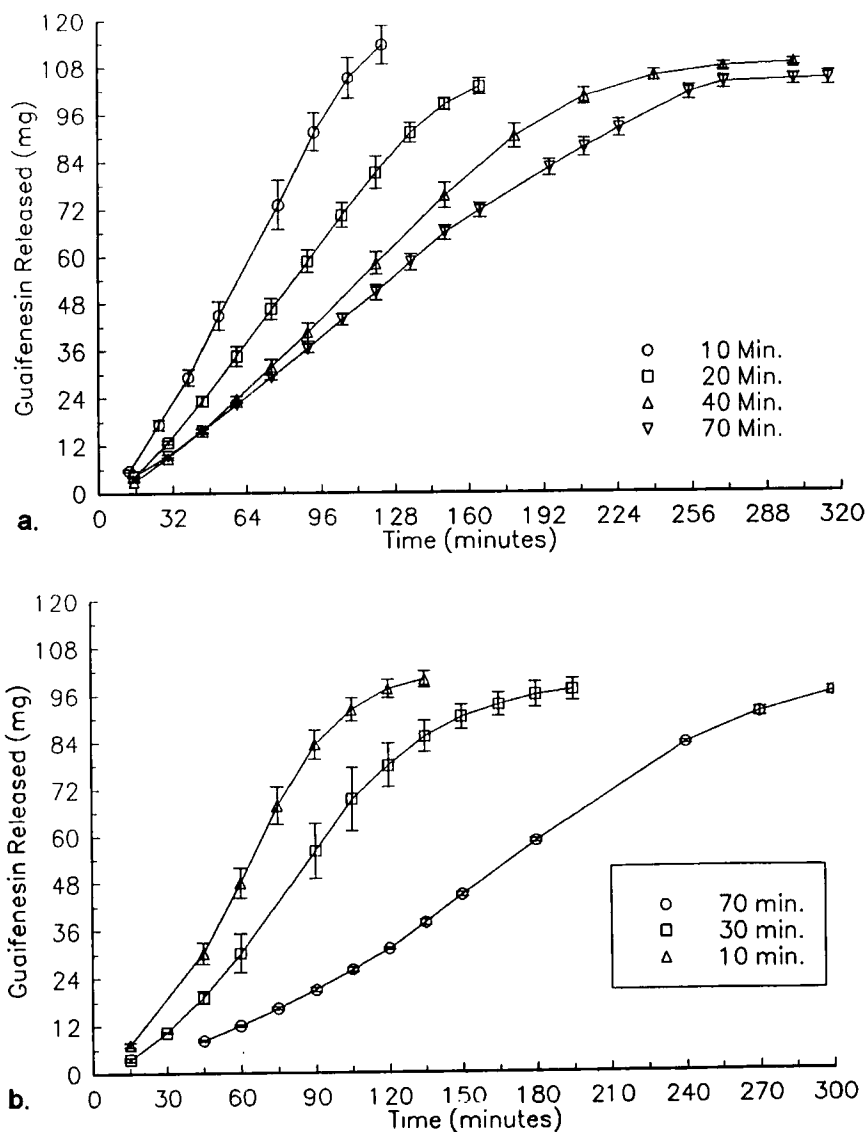 120
108
96
84
72
60
48
36
24
12
0
Guaifenesin Released (mg)
10 Min.
20 Min.
40 Min.
70 Min.
0 32 64 96 128 160 192 224 256 288 320
Time (minutes)
a.
120
108
96
84
72
60
48
36
24
12
0
Guaifenesin Released (mg)
70 min.
30 min.
10 min.
0 30 60 90 120 150 180 210 240 270 300
Time (minutes)
b.